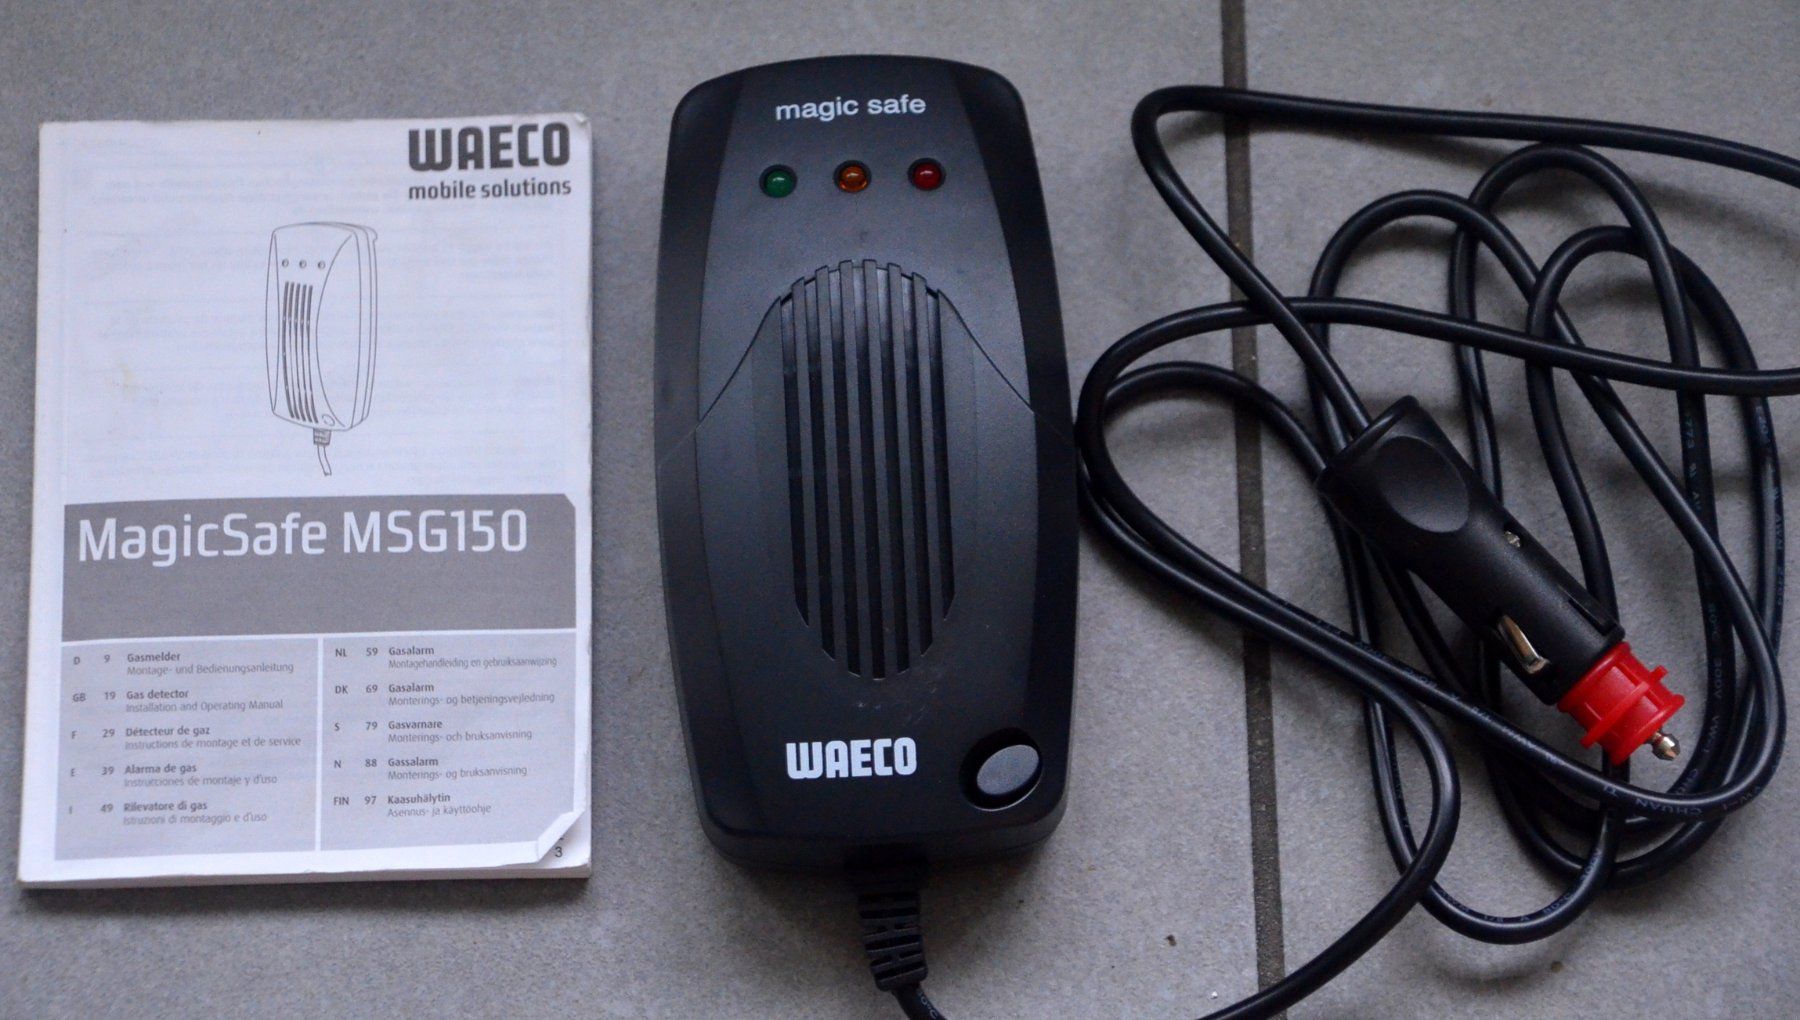 WAECO
mobile solutions
MagicSafe MSG150
D 9 Gasmelder
Montage- und Bedienungsanleitung
GB 19 Gas detector
Installation and Operating Manual
F 29 Détecteur de gaz
Instructions de montage et de service
E 39 Alarma de gas
Instrucciones de montaje y d'uso
I 49 Rilevatore di gas
Istruzioni di montaggio e d'uso
NL 59 Gasalarm
Montagehandleiding en gebruiksaanwijzing
DK 69 Gasalarm
Monterings- og betjeningsvejledning
S 79 Gasvarnare
Monterings- och bruksanvisning
N 88 Gassalarm
Monterings- og bruksanvisning
FIN 97 Kaasuhälytin
Asennus- ja käyttöohje
3
magic safe
WAECO